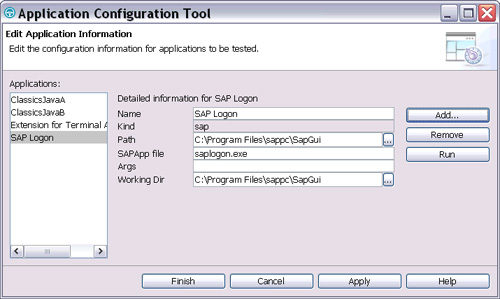 Application Configuration Tool
Edit Application Information
Edit the configuration information for applications to be tested.
Applications:
ClassicsJavaA
ClassicsJavaB
Extension for Terminal A
SAP Logon
Detailed information for SAP Logon
Name SAP Logon
Kind sap
Path C:\Program Files\sappc\SapGui ...
SAPApp file saplogon.exe
Args
Working Dir C:\Program Files\sappc\SapGui ...
Add...
Remove
Run
Finish Cancel Apply Help